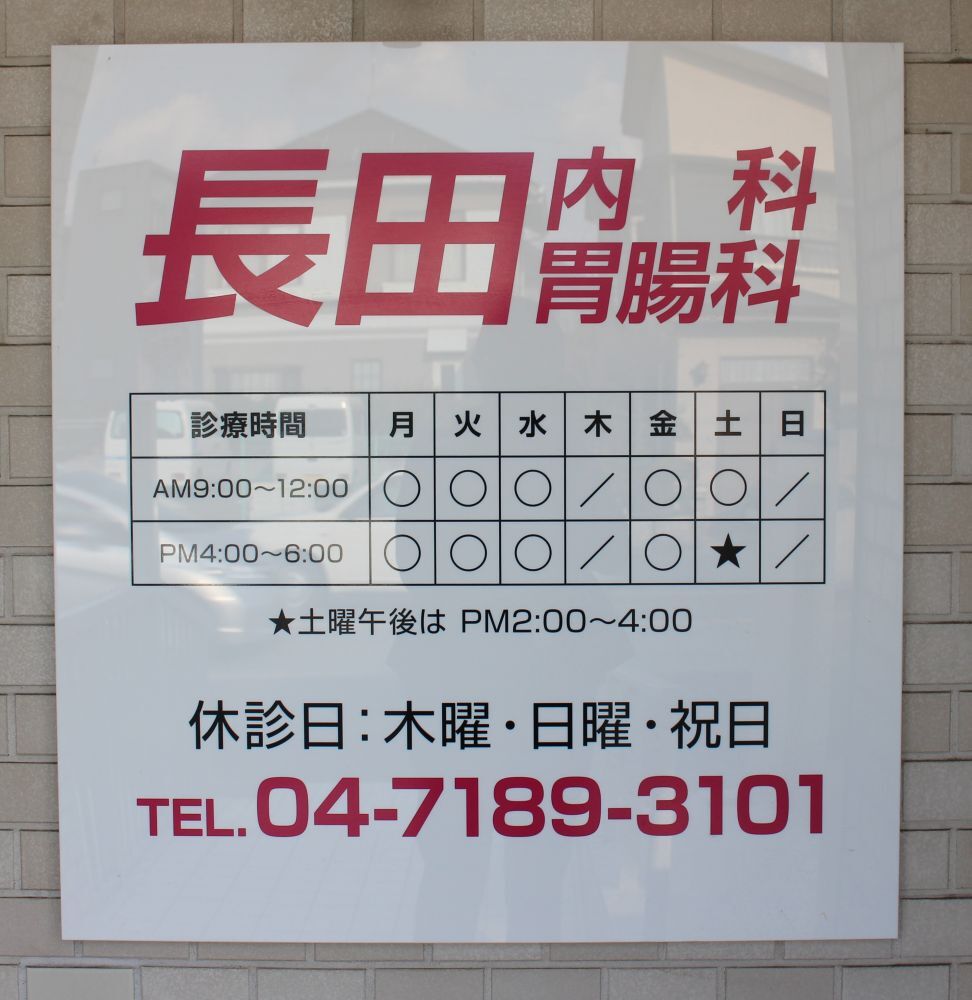 長田 内科
胃腸科
診療時間 月 火 水 木 金 土 日
AM9:00～12:00 ○ ○ ○ ／ ○ ○ ／
PM4:00～6:00 ○ ○ ○ ／ ○ ★ ／
★土曜午後は PM2:00～4:00
休診日：木曜・日曜・祝日
TEL. 04-7189-3101